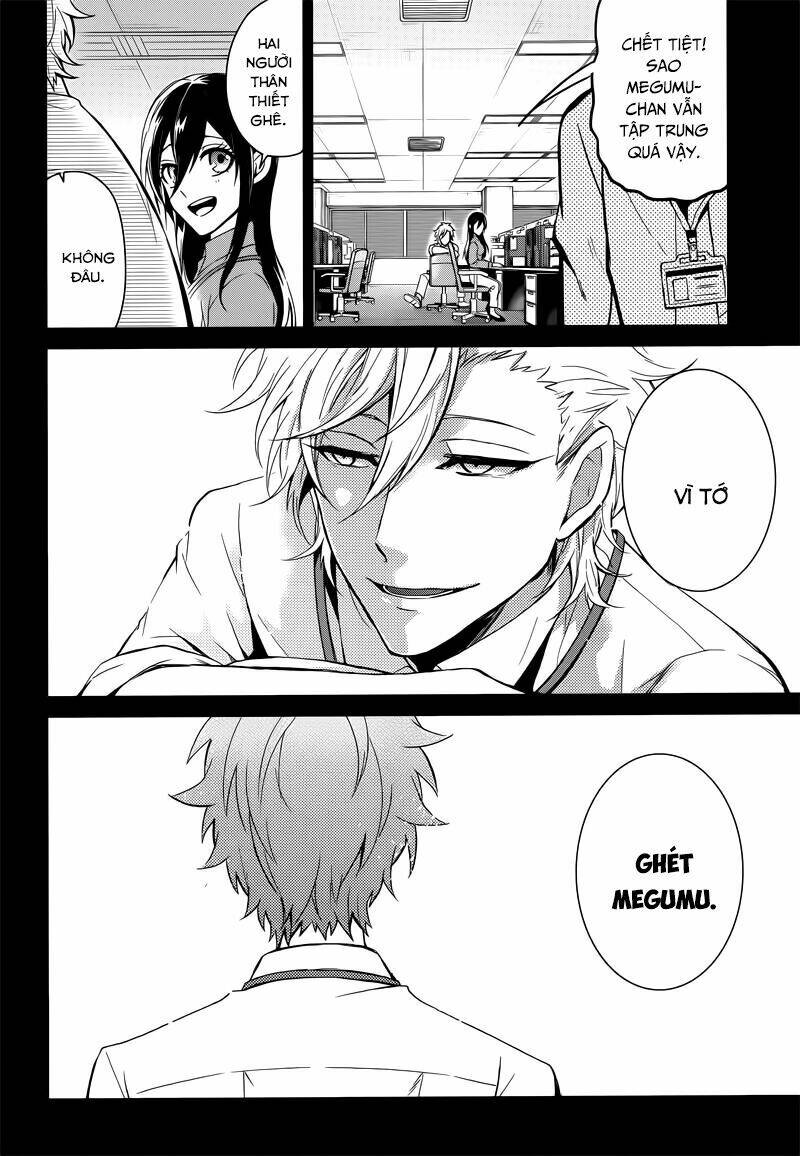 CHẾT TIỆT!
SAO
MEGUMU-
CHAN VẪN
TẬP TRUNG
QUÁ VẬY.
HAI
NGƯỜI
THÂN
THIẾT
GHÊ.
KHÔNG
ĐÂU.
VÌ TỚ
GHÉT
MEGUMU.